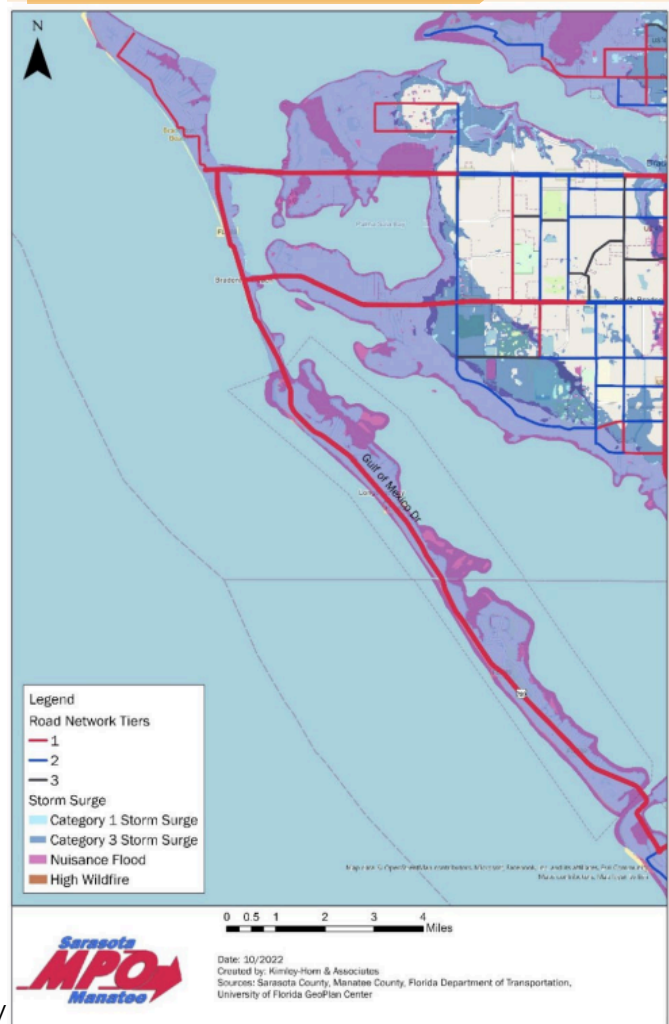 N
Gulf of Mexico Dr
Legend
Road Network Tiers
1
2
3
Storm Surge
Category 1 Storm Surge
Category 3 Storm Surge
Nuisance Flood
High Wildfire
0 0.5 1 2 3 4
Miles
Sarasota
MPO
Manatee
Date: 10/2022
Created by: Kimley-Horn & Associates
Sources: Sarasota County, Manatee County, Florida Department of Transportation,
University of Florida GeoPlan Center